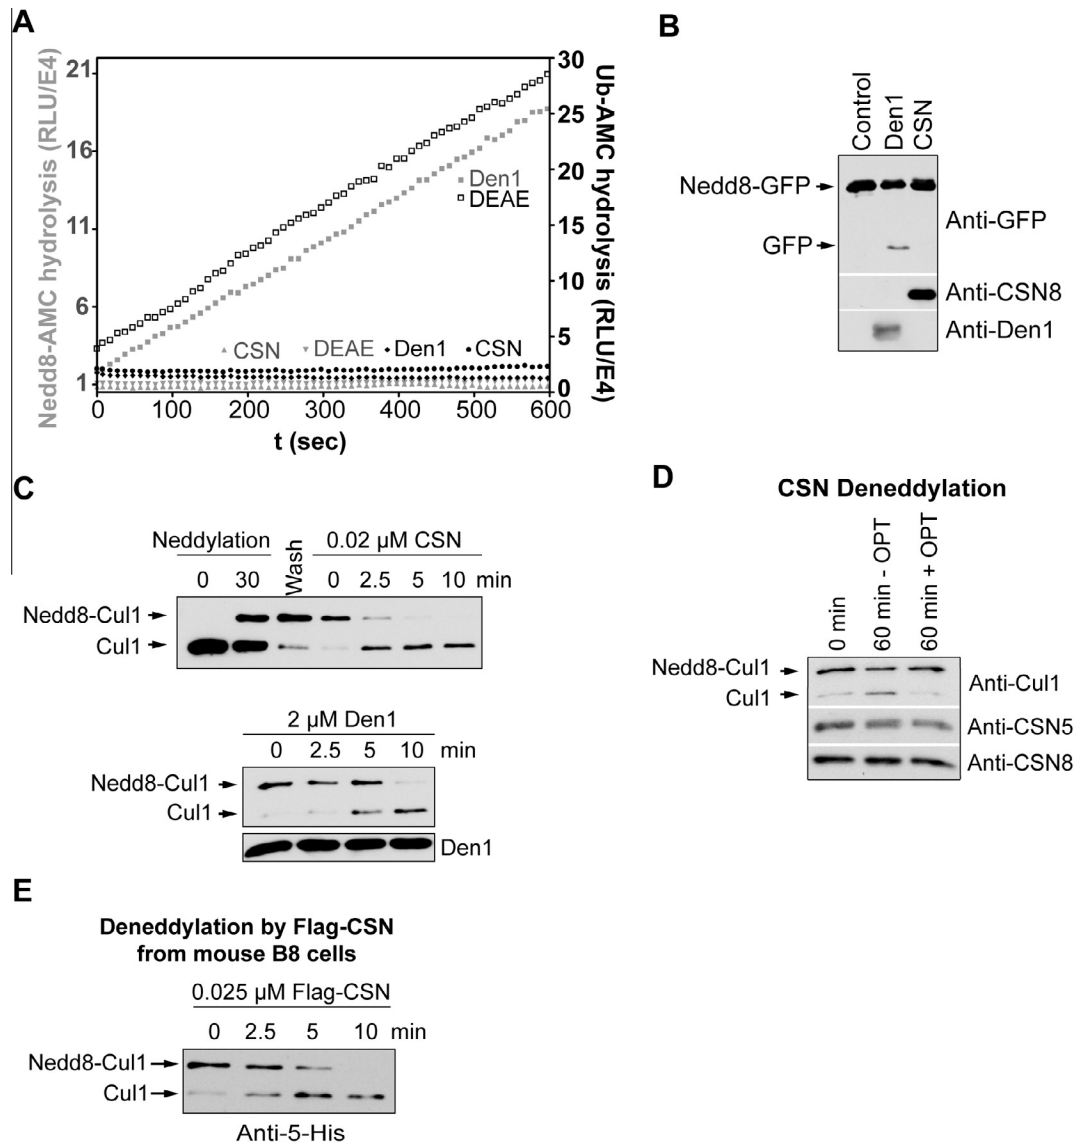 A
Nedd8-AMC hydrolysis (RLU/E4)
21
16
11
6
1
30
25
20
15
10
5
0
Ub-AMC hydrolysis (RLU/E4)
Den1
DEAE
CSN DEAE Den1 CSN
0 100 200 300 400 500 600
t (sec)
B
Control
Den1
CSN
Nedd8-GFP
GFP
Anti-GFP
Anti-CSN8
Anti-Den1
C
Neddylation
Wash
0.02 µM CSN
0 30 0 2.5 5 10 min
Nedd8-Cul1
Cul1
2 µM Den1
0 2.5 5 10 min
Nedd8-Cul1
Cul1
Den1
D
CSN Deneddylation
0 min
60 min - OPT
60 min + OPT
Nedd8-Cul1
Cul1
Anti-Cul1
Anti-CSN5
Anti-CSN8
E
Deneddylation by Flag-CSN
from mouse B8 cells
0.025 µM Flag-CSN
0 2.5 5 10 min
Nedd8-Cul1
Cul1
Anti-5-His